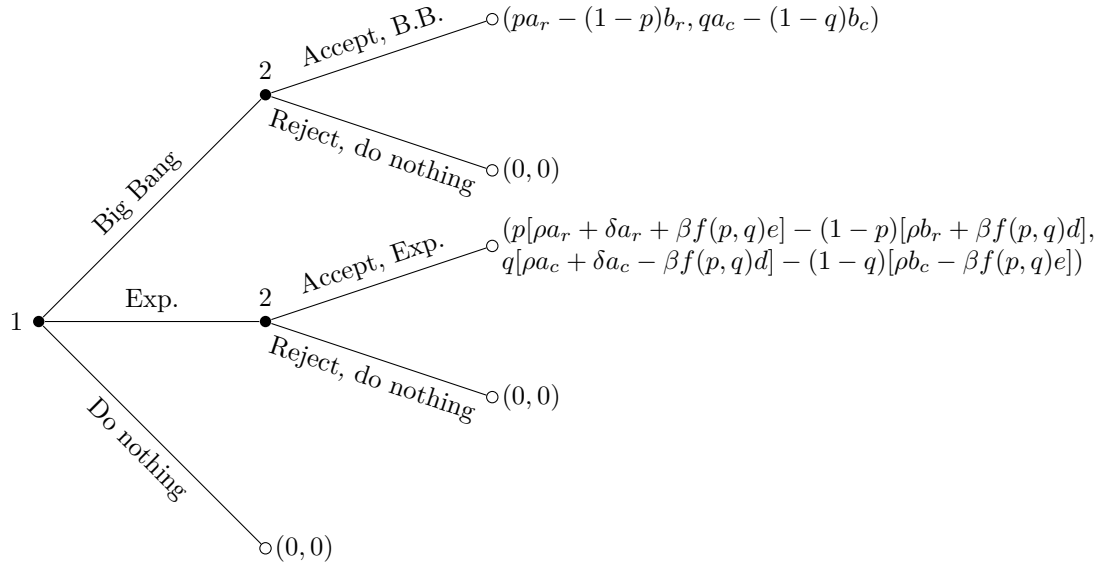 Accept, B.B.
(pa_r − (1 − p)b_r, qa_c − (1 − q)b_c)
2
Big Bang
Reject, do nothing
(0, 0)
Accept, Exp.
(p[ρa_r + δa_r + βf(p, q)e] − (1 − p)[ρb_r + βf(p, q)d],
q[ρa_c + δa_c − βf(p, q)d] − (1 − q)[ρb_c − βf(p, q)e])
1
Exp.
2
Reject, do nothing
(0, 0)
Do nothing
(0, 0)